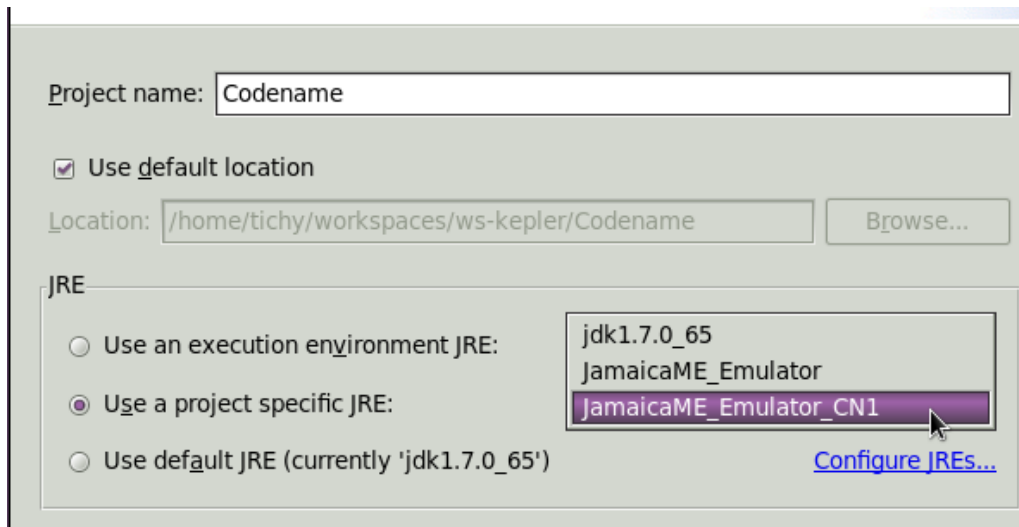 Project name: Codename
Use default location
Location: /home/tichy/workspaces/ws-kepler/Codename Browse...
JRE
Use an execution environment JRE:
jdk1.7.0_65
JamaicaME_Emulator
Use a project specific JRE:
JamaicaME_Emulator_CN1
Use default JRE (currently 'jdk1.7.0_65') Configure JREs...